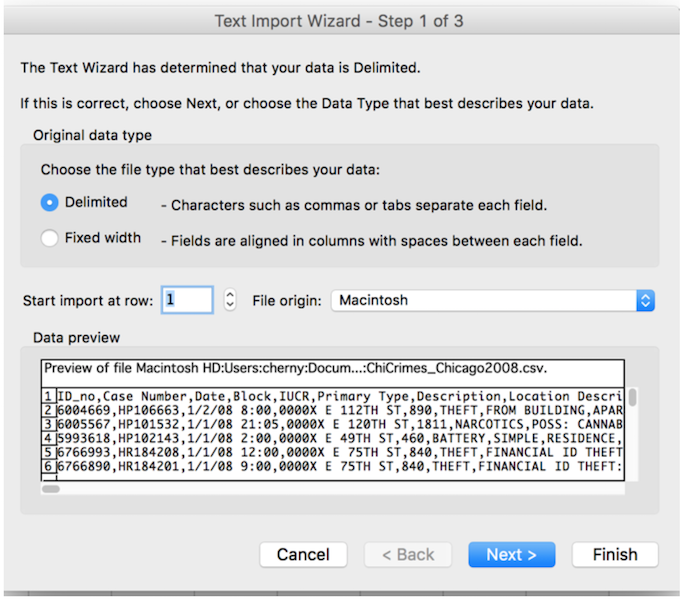 Text Import Wizard - Step 1 of 3
The Text Wizard has determined that your data is Delimited.
If this is correct, choose Next, or choose the Data Type that best describes your data.
Original data type
Choose the file type that best describes your data:
Delimited - Characters such as commas or tabs separate each field.
Fixed width - Fields are aligned in columns with spaces between each field.
Start import at row: 1 File origin: Macintosh
Data preview
Preview of file Macintosh HD:Users:cherny:Docum...:ChiCrimes_Chicago2008.csv.
1 ID_no,Case Number,Date,Block,IUCR,Primary Type,Description,Location Descri
2 6004669,HP106663,1/2/08 8:00,0000X E 112TH ST,890,THEFT,FROM BUILDING,APAR
3 6005567,HP101532,1/1/08 21:05,0000X E 120TH ST,1811,NARCOTICS,POSS: CANNAB
4 5993618,HP102143,1/1/08 2:00,0000X E 49TH ST,460,BATTERY,SIMPLE,RESIDENCE,
5 6766993,HR184208,1/1/08 12:00,0000X E 75TH ST,840,THEFT,FINANCIAL ID THEFT
6 6766890,HR184201,1/1/08 9:00,0000X E 75TH ST,840,THEFT,FINANCIAL ID THEFT:
Cancel < Back Next > Finish